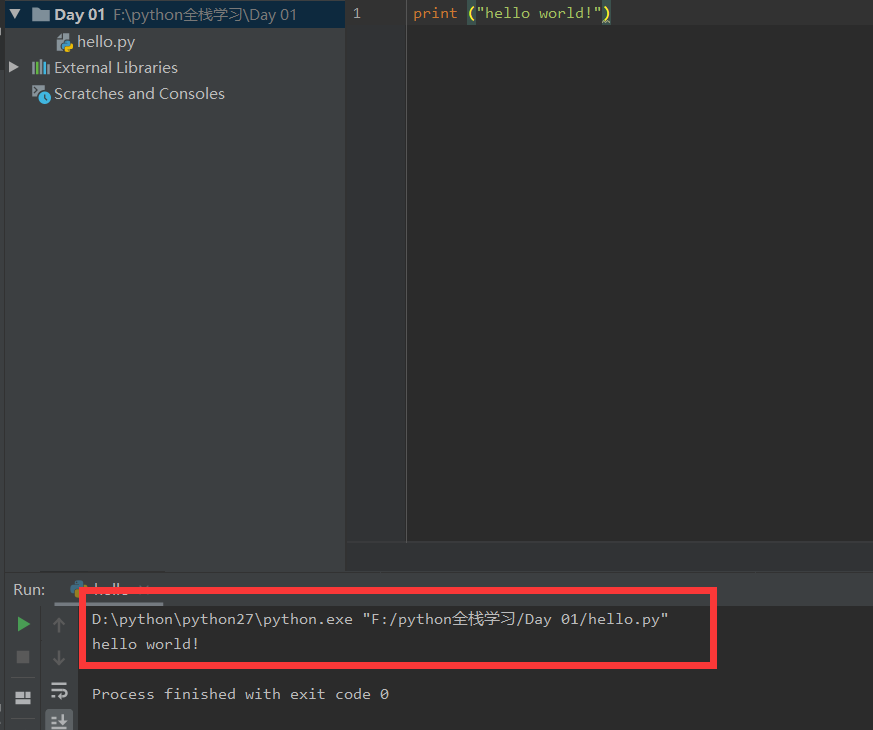 Day 01 F:\python全栈学习\Day 01
hello.py
External Libraries
Scratches and Consoles
1 print ("hello world!")
Run: hello
D:\python\python27\python.exe "F:/python全栈学习/Day 01/hello.py"
hello world!
Process finished with exit code 0